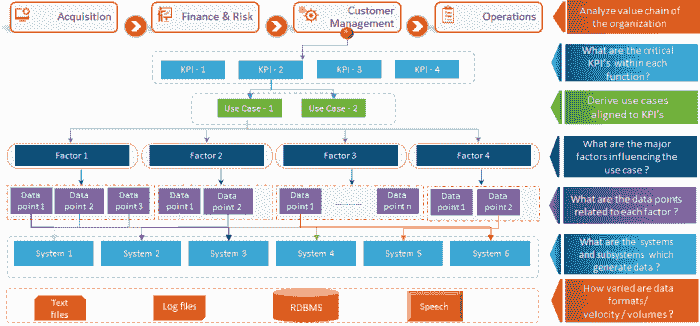 Acquisition
Finance & Risk
Customer
Management
Operations
Analyze value chain of
the organization
KPI - 1
KPI - 2
KPI - 3
KPI - 4
What are the critical
KPI's within each
function ?
Use Case - 1
Use Case - 2
Derive use cases
aligned to KPI's
Factor 1
Factor 2
Factor 3
Factor 4
What are the major
factors influencing the
use case ?
Data
point 1
Data
point 2
Data
point3
Data
point 1
Data
point 2
Data
point 1
........
Data
point n
Data
point 1
Data
point 2
What are the data points
related to each factor ?
System 1
System 2
System 3
System 4
System 5
System 6
What are the systems
and subsystems which
generate data ?
Text
files
Log files
RDBMS
Speech
How varied are data
formats/
velocity / volumes ?